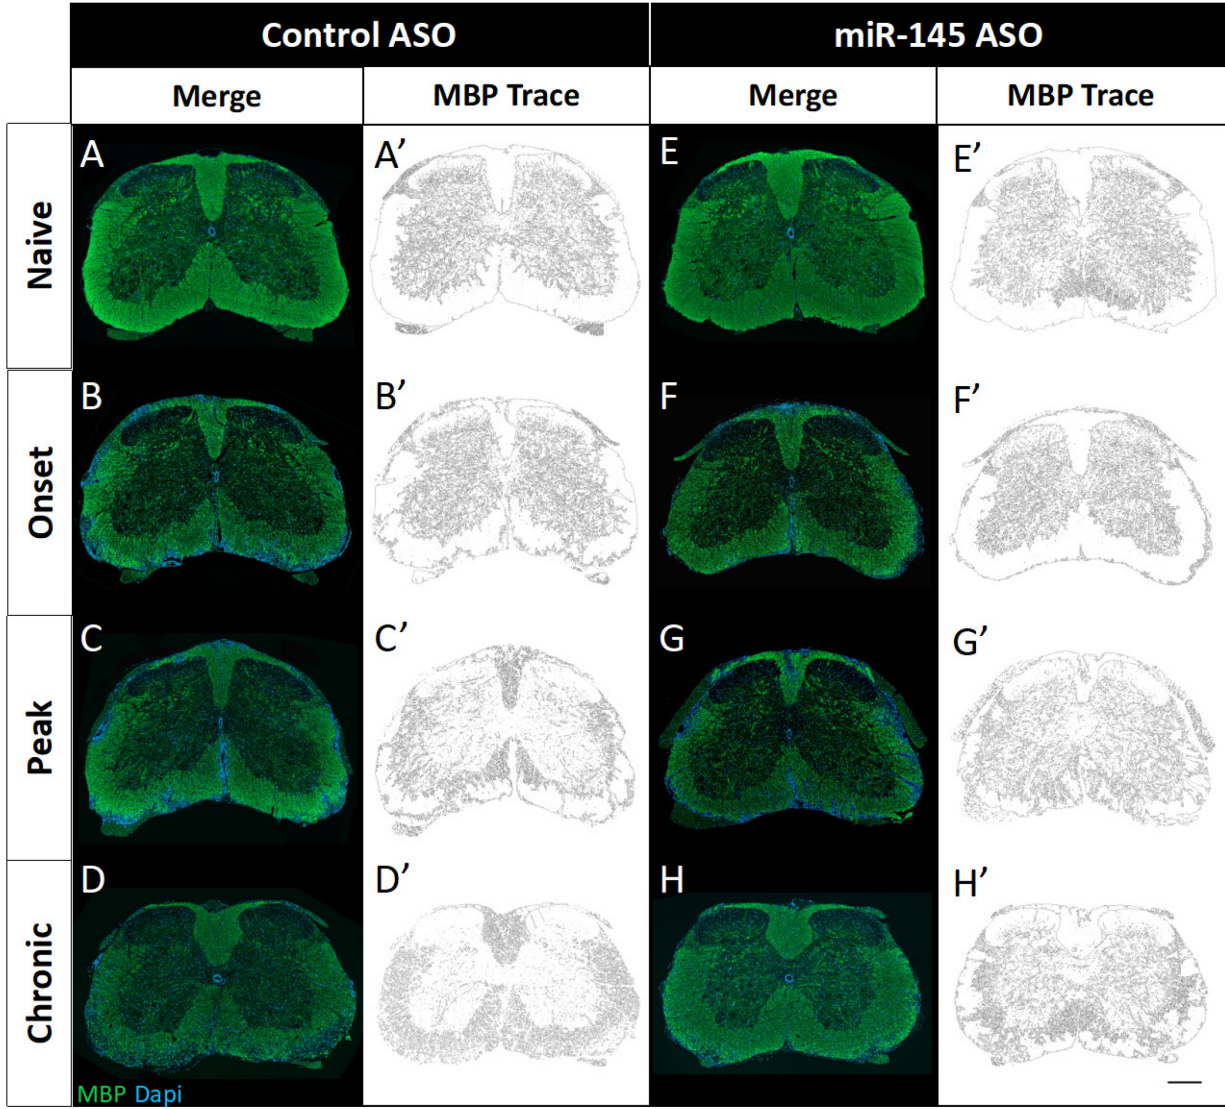 Control ASO miR-145 ASO
Merge MBP Trace Merge MBP Trace
Naive
A A’ E E’
Onset
B B’ F F’
Peak
C C’ G G’
Chronic
D D’ H H’
MBP Dapi